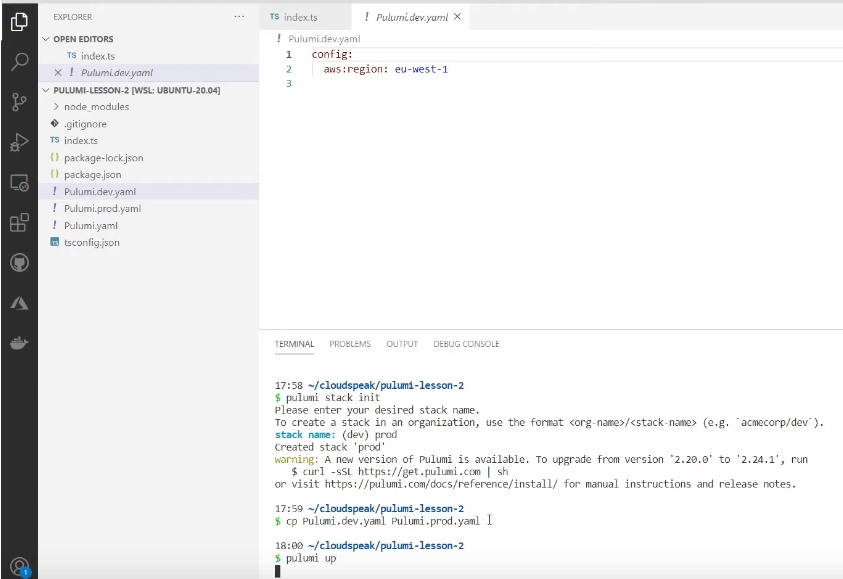 EXPLORER
···
TS index.ts
! Pulumi.dev.yaml ×
OPEN EDITORS
TS index.ts
× ! Pulumi.dev.yaml
PULUMI-LESSON-2 [WSL: UBUNTU-20.04]
> node_modules
.gitignore
TS index.ts
{} package-lock.json
{} package.json
! Pulumi.dev.yaml
! Pulumi.prod.yaml
! Pulumi.yaml
TS tsconfig.json
1
! Pulumi.dev.yaml
1 config:
2 aws:region: eu-west-1
3
TERMINAL PROBLEMS OUTPUT DEBUG CONSOLE
17:58 ~/cloudspeak/pulumi-lesson-2
$ pulumi stack init
Please enter your desired stack name.
To create a stack in an organization, use the format <org-name>/<stack-name> (e.g. `acmecorp/dev`).
stack name: (dev) prod
Created stack 'prod'
warning: A new version of Pulumi is available. To upgrade from version '2.20.0' to '2.24.1', run
$ curl -sSL https://get.pulumi.com | sh
or visit https://pulumi.com/docs/reference/install/ for manual instructions and release notes.
17:59 ~/cloudspeak/pulumi-lesson-2
$ cp Pulumi.dev.yaml Pulumi.prod.yaml
18:00 ~/cloudspeak/pulumi-lesson-2
$ pulumi up